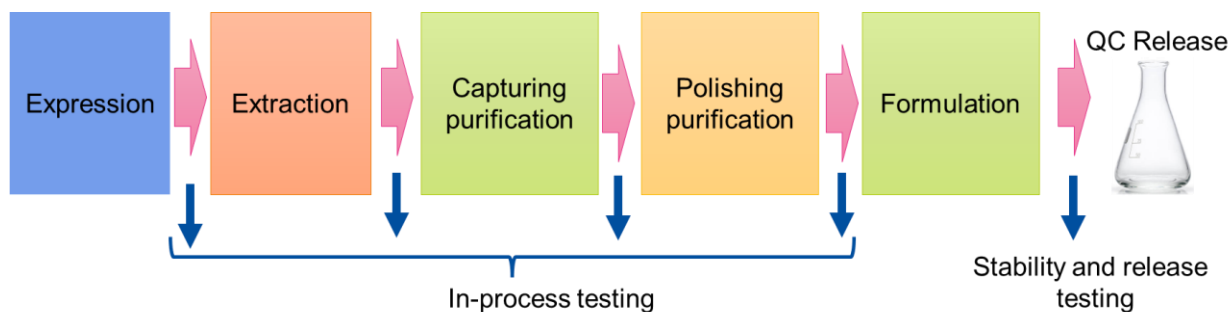 Expression
Extraction
Capturing
purification
Polishing
purification
Formulation
QC Release
In-process testing
Stability and release
testing